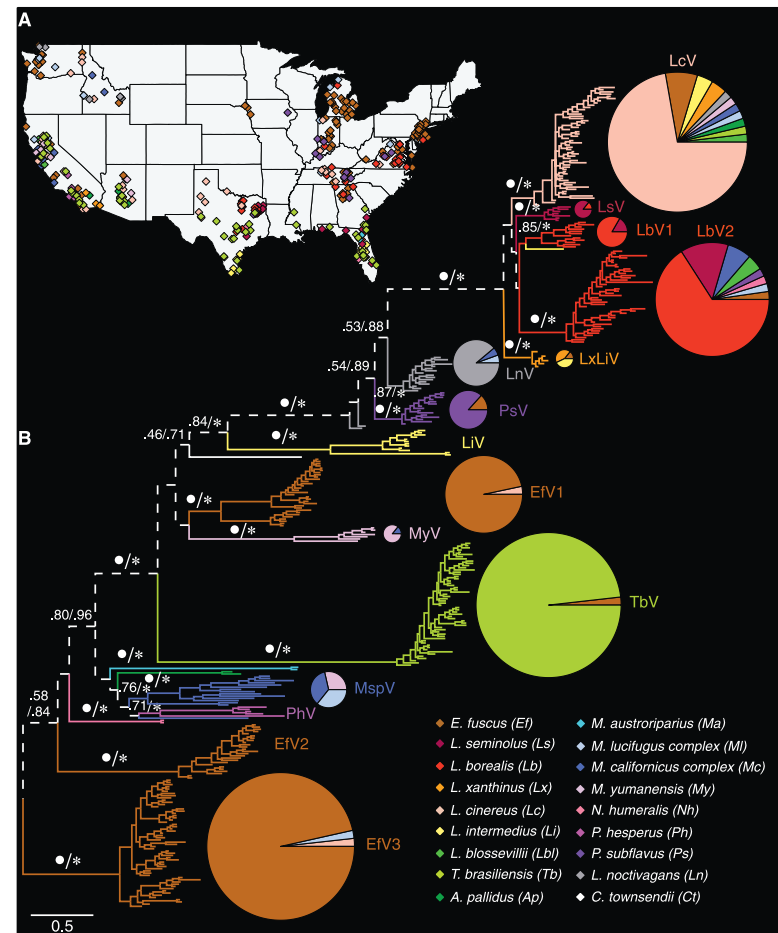 A
LcV
●/*
●/*
LsV
.85/*
LbV1
LbV2
●/*
●/*
.53/.88
●/*
LxLiV
.54/.89
LnV
.87*
●/*
●/*
PsV
.84/*
B
.46/.71
●/*
LiV
EfV1
●/*
●/*
MyV
●/*
TbV
.80/.96
●/*
●/*
●/*
.76/*
MspV
.71/*
PhV
.58
/.84
●/*
EfV2
●/*
EfV3
●/*
0.5
E. fuscus (Ef)
L. seminolus (Ls)
L. borealis (Lb)
L. xanthinus (Lx)
L. cinereus (Lc)
L. intermedius (Li)
L. blossevillii (Lbl)
T. brasiliensis (Tb)
A. pallidus (Ap)
M. austroriparius (Ma)
M. lucifugus complex (Ml)
M. californicus complex (Mc)
M. yumanensis (My)
N. humeralis (Nh)
P. hesperus (Ph)
P. subflavus (Ps)
L. noctivagans (Ln)
C. townsendii (Ct)